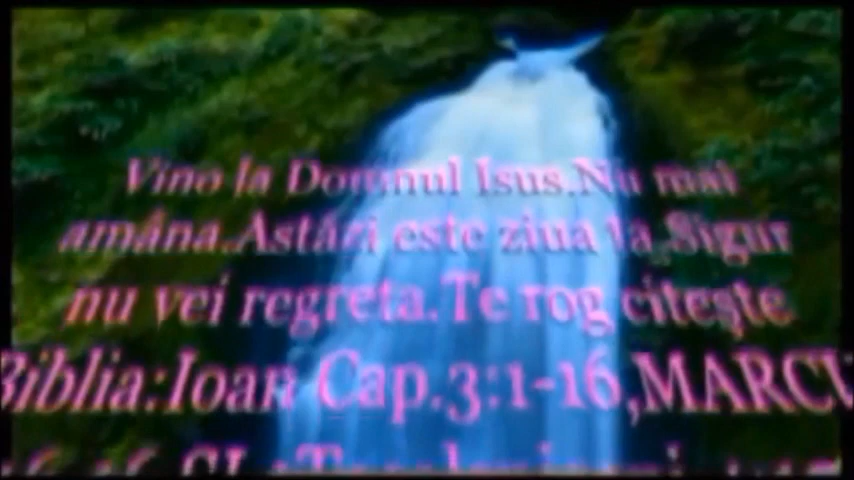 Vino la Domnul Isus.Nu mai
amâna.Astăzi este ziua ta.Sigur
nu vei regreta.Te rog citeşte
Biblia:Ioan Cap.3:1-16,MARCU